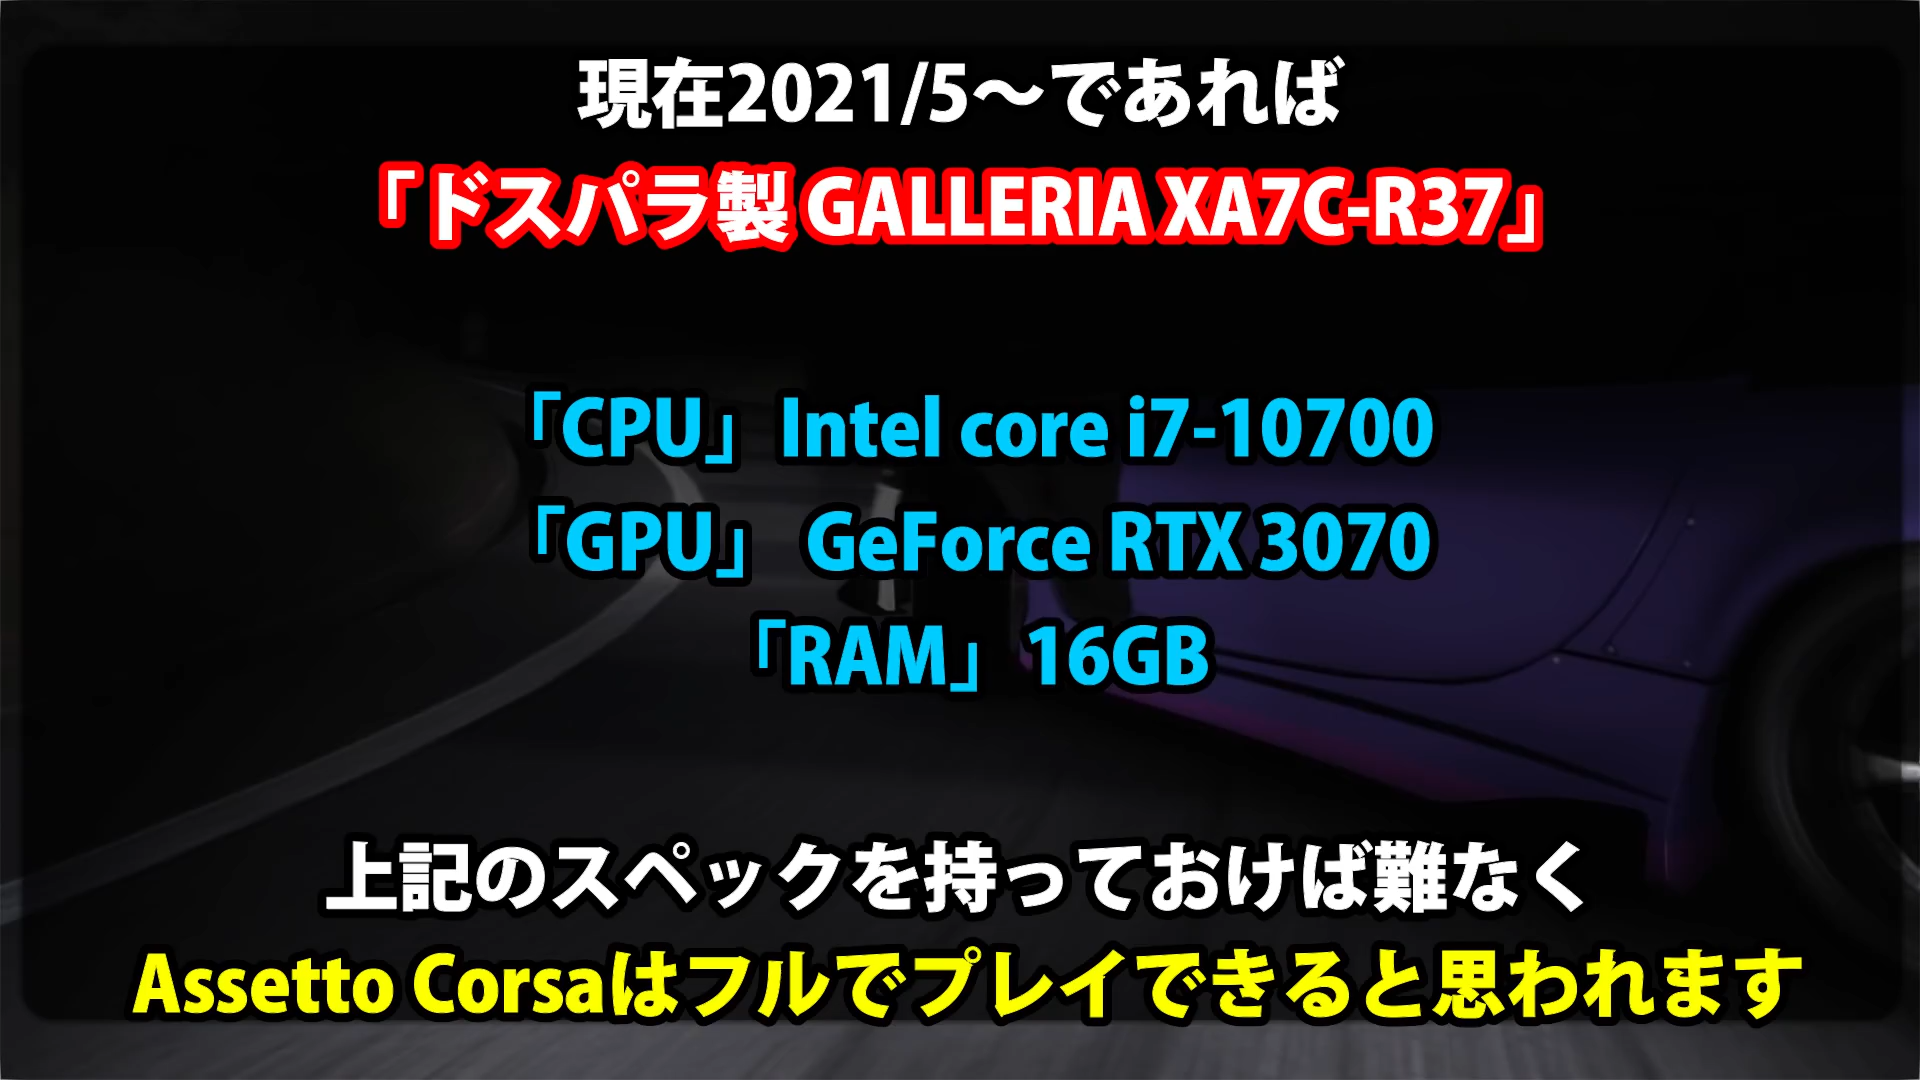 現在2021/5～であれば
「ドスパラ製 GALLERIA XA7C-R37」
「CPU」Intel core i7-10700
「GPU」 GeForce RTX 3070
「RAM」16GB
上記のスペックを持っておけば難なく
Assetto Corsaはフルでプレイできると思われます